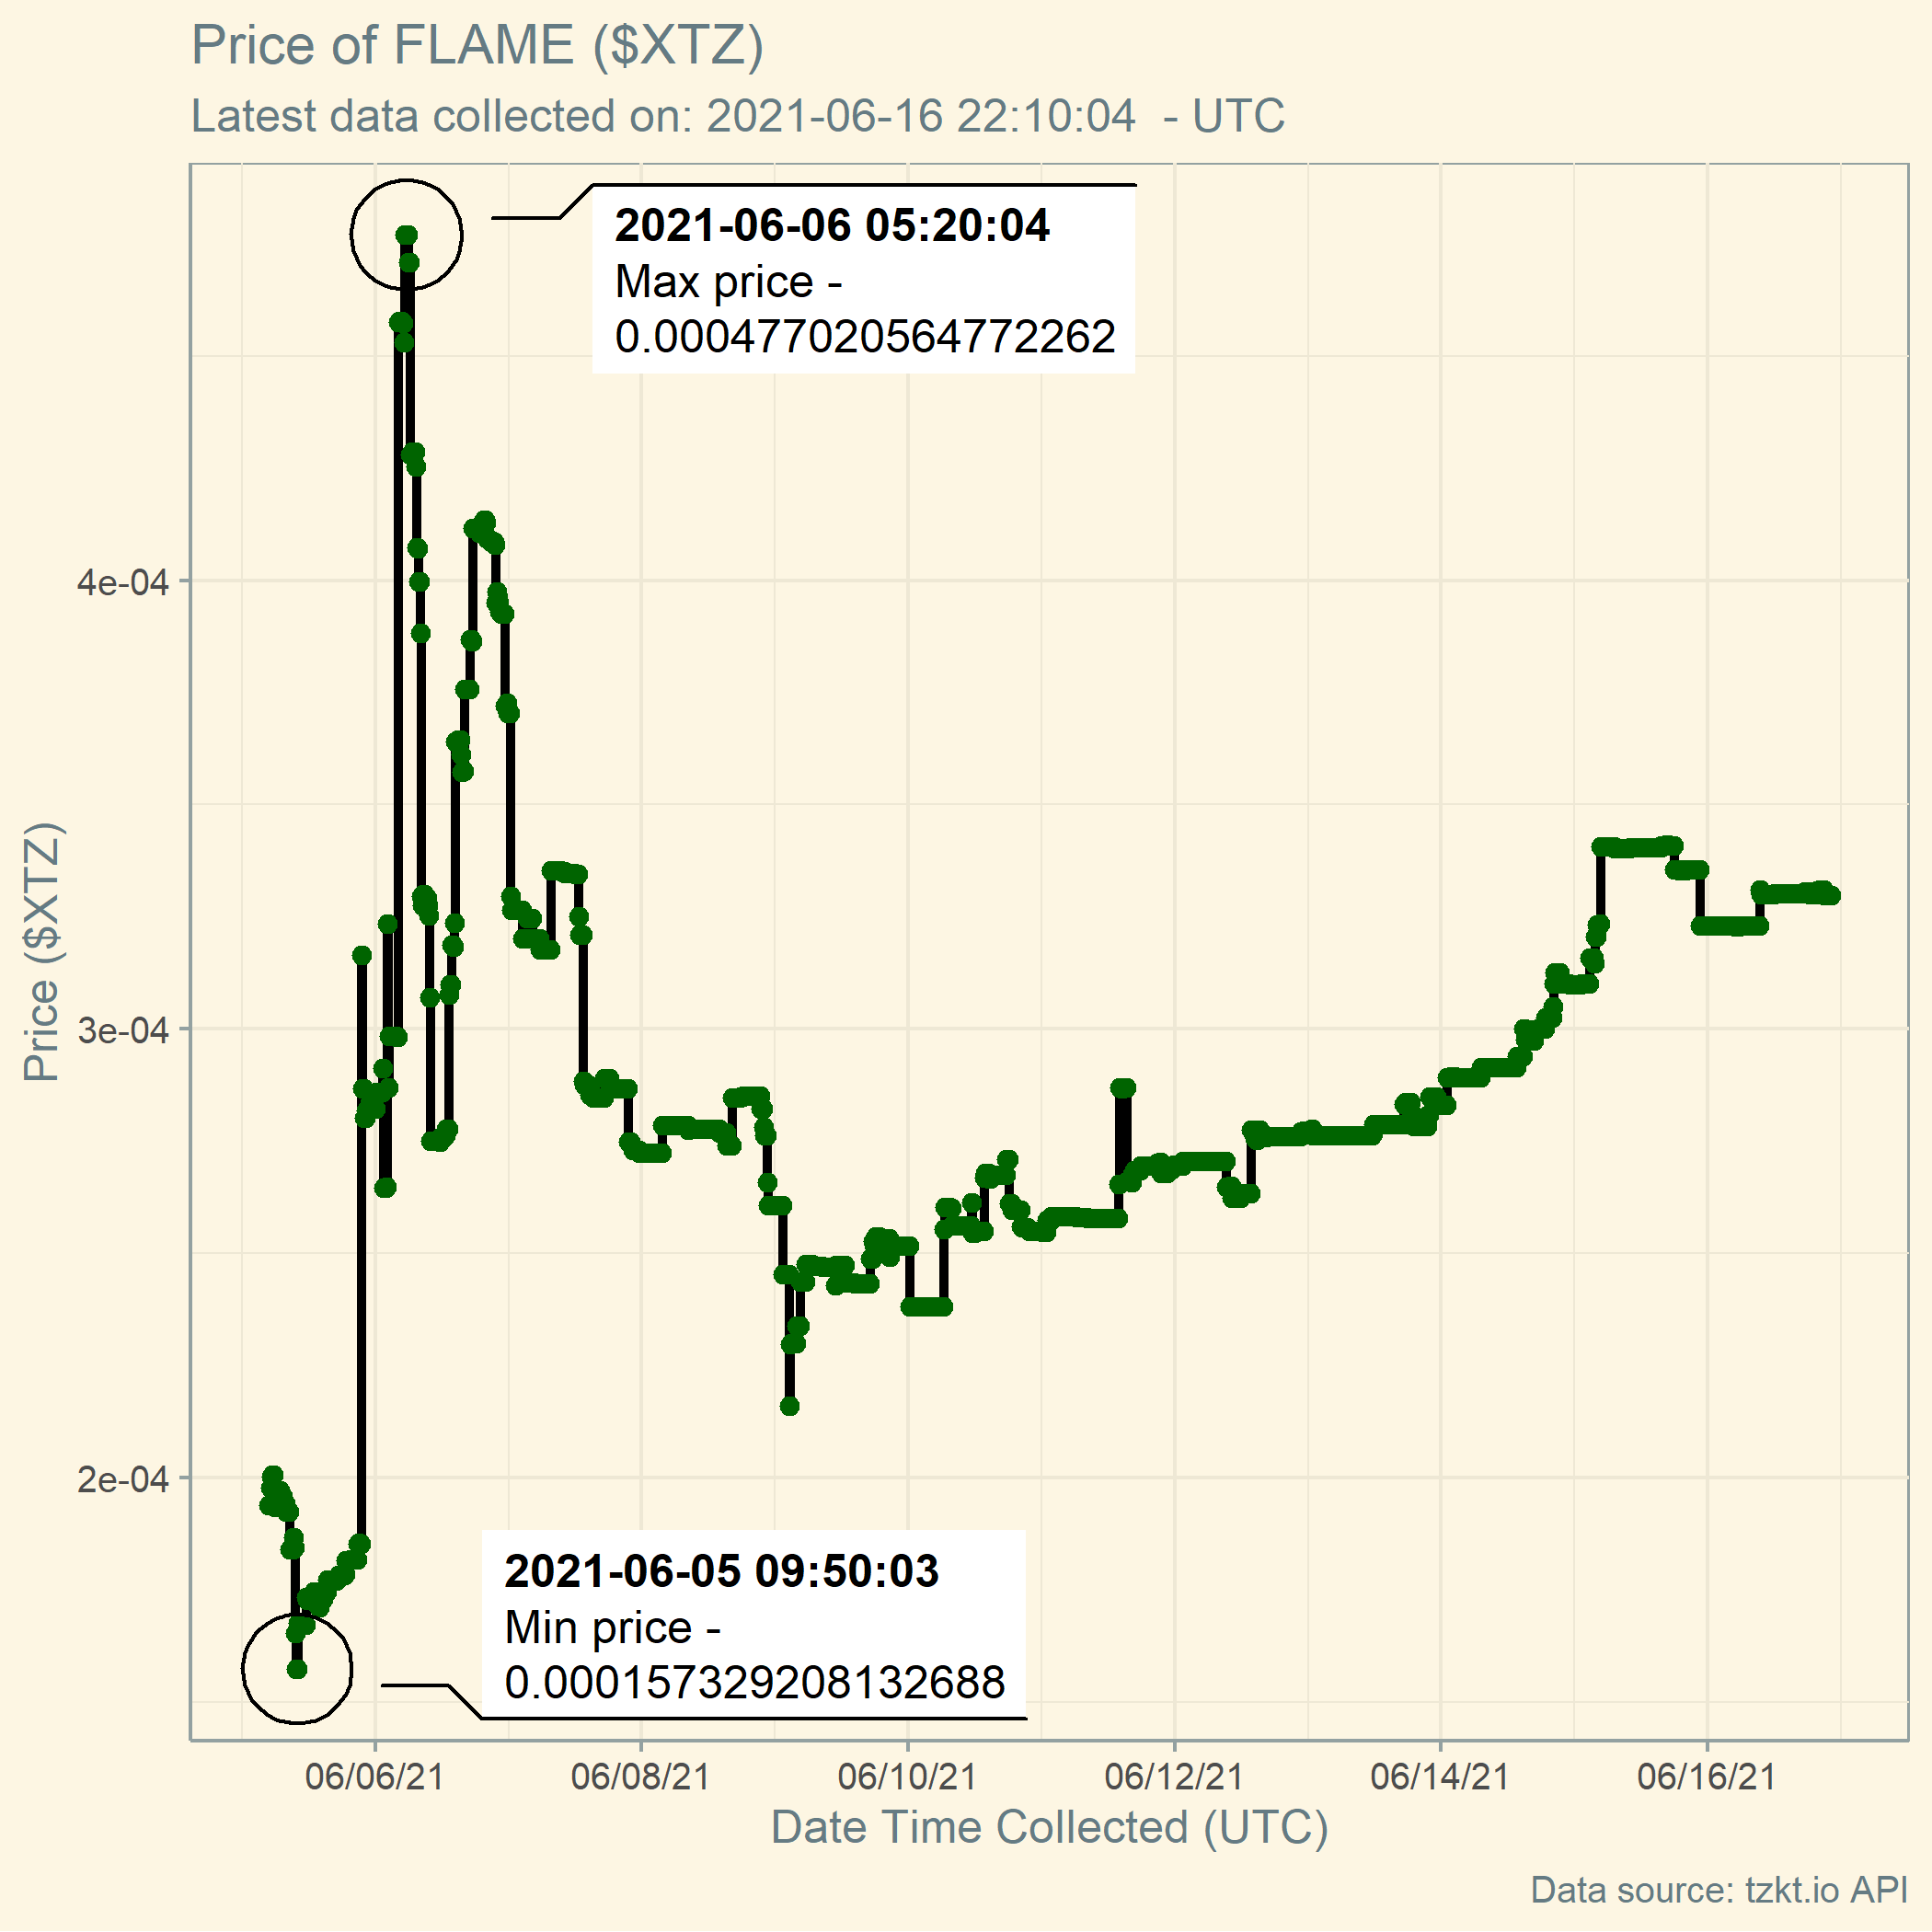 Price of FLAME ($XTZ)
Latest data collected on: 2021-06-16 22:10:04  - UTC
2021-06-06 05:20:04
Max price -
0.000477020564772262
4e-04
3e-04
2e-04
Price ($XTZ)
2021-06-05 09:50:03
Min price -
0.000157329208132688
06/06/21
06/08/21
06/10/21
06/12/21
06/14/21
06/16/21
Date Time Collected (UTC)
Data source: tzkt.io API